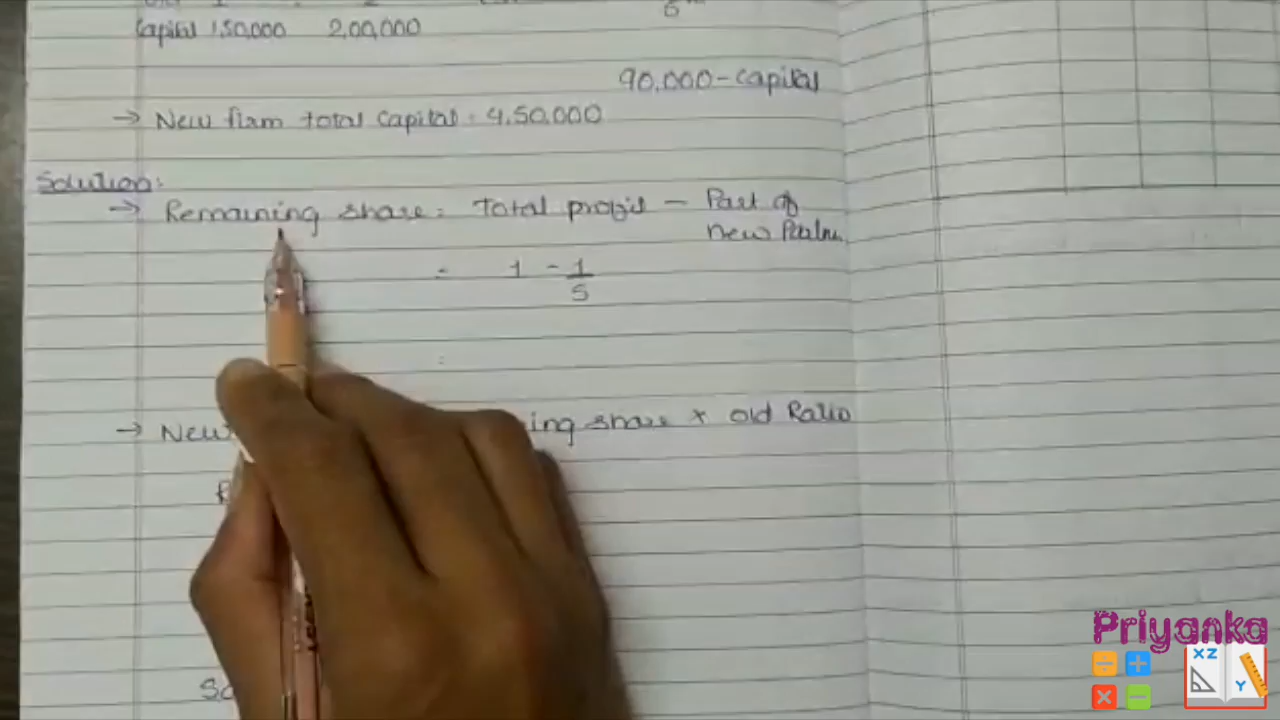 Capital 1,50,000 2,00,000
90,000 - Capital
→ New firm total Capital : 4,50,000
Solution:
→ Remaining share = Total profit - Part of
new Partner
= 1 - 1/5
=
→ New ing share × old Ratio
Priyanka
XZ
Y